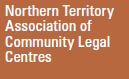 Northern Territory
Association of
Community Legal
Centres